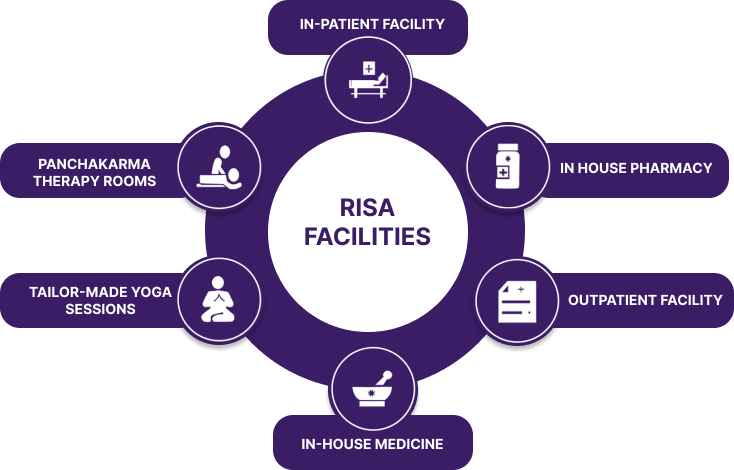 IN-PATIENT FACILITY
PANCHAKARMA
THERAPY ROOMS
IN HOUSE PHARMACY
RISA
FACILITIES
TAILOR-MADE YOGA
SESSIONS
OUTPATIENT FACILITY
IN-HOUSE MEDICINE